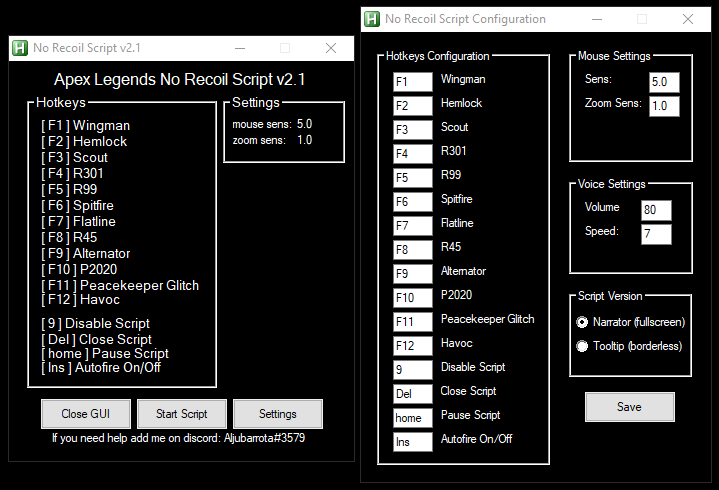 No Recoil Script v2.1
Apex Legends No Recoil Script v2.1
Hotkeys
[ F1 ] Wingman
[ F2 ] Hemlock
[ F3 ] Scout
[ F4 ] R301
[ F5 ] R99
[ F6 ] Spitfire
[ F7 ] Flatline
[ F8 ] R45
[ F9 ] Alternator
[ F10 ] P2020
[ F11 ] Peacekeeper Glitch
[ F12 ] Havoc
[ 9 ] Disable Script
[ Del ] Close Script
[ home ] Pause Script
[ Ins ] Autofire On/Off
Settings
mouse sens: 5.0
zoom sens: 1.0
Close GUI
Start Script
Settings
If you need help add me on discord: Aljubarrota#3579
No Recoil Script Configuration
Hotkeys Configuration
F1 Wingman
F2 Hemlock
F3 Scout
F4 R301
F5 R99
F6 Spitfire
F7 Flatline
F8 R45
F9 Alternator
F10 P2020
F11 Peacekeeper Glitch
F12 Havoc
9 Disable Script
Del Close Script
home Pause Script
Ins Autofire On/Off
Mouse Settings
Sens: 5.0
Zoom Sens: 1.0
Voice Settings
Volume 80
Speed: 7
Script Version
Narrator (fullscreen)
Tooltip (borderless)
Save